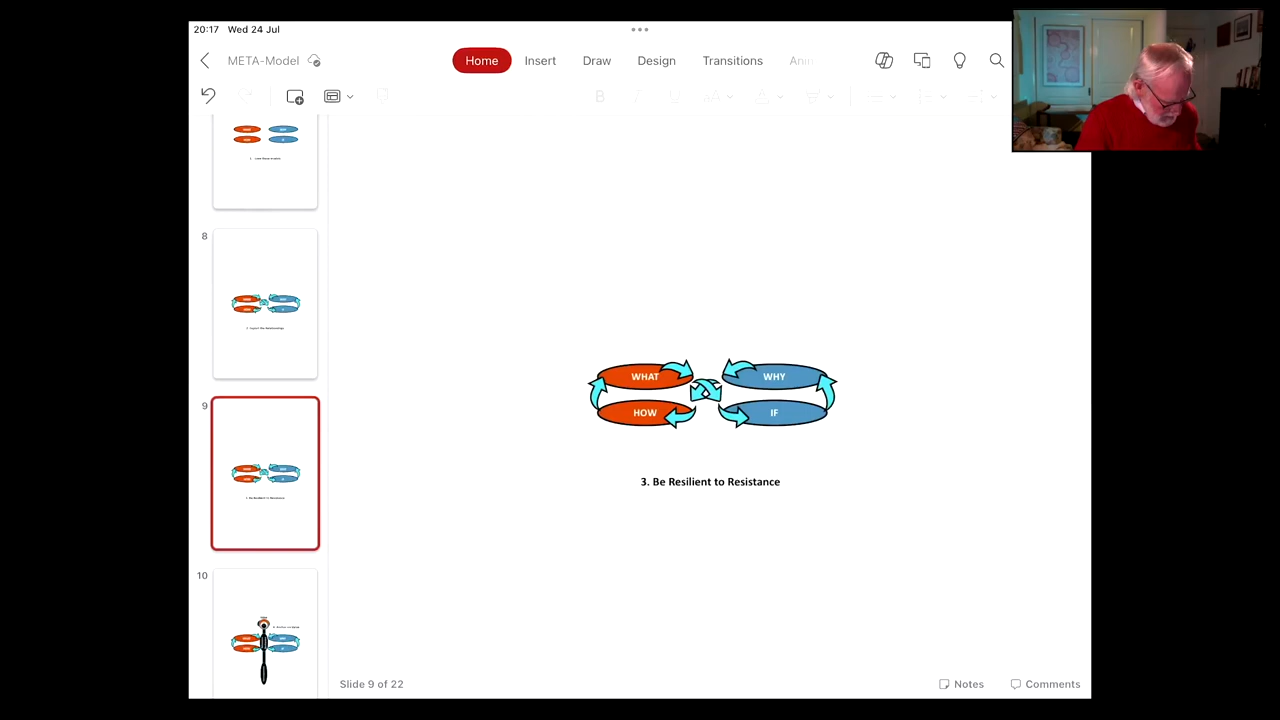 20:17 Wed 24 Jul
META-Model
Home Insert Draw Design Transitions
8
9
10
WHAT WHY
HOW IF
3. Be Resilient to Resistance
Slide 9 of 22
Notes Comments